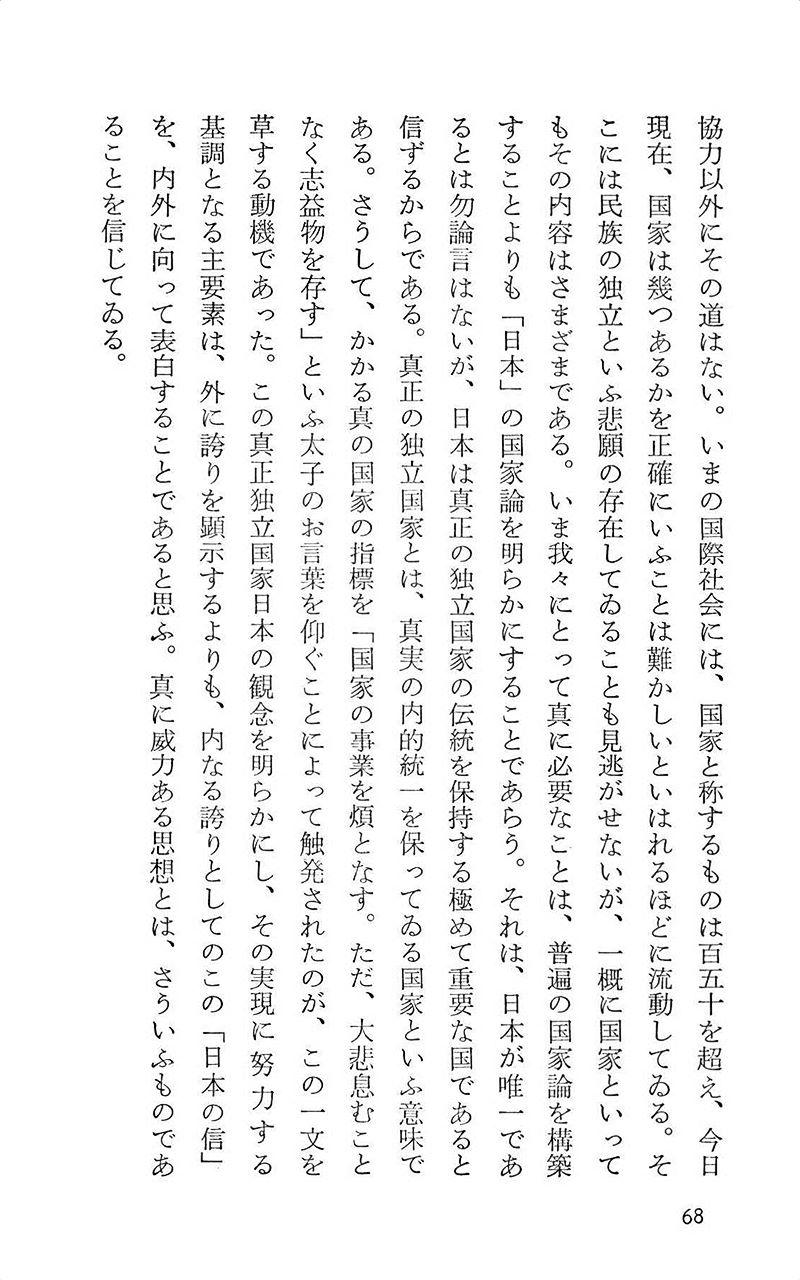 協力以外にその道はない。いまの国際社会には、国家と称するものは百五十を超え、今日
現在、国家は幾つあるかを正確にいふことは難かしいといはれるほどに流動してゐる。そ
こには民族の独立といふ悲願の存在してゐることも見逃がせないが、一概に国家といって
もその内容はさまざまである。いま我々にとって真に必要なことは、普遍の国家論を構築
することよりも「日本」の国家論を明らかにすることであらう。それは、日本が唯一であ
るとは勿論言はないが、日本は真正の独立国家の伝統を保持する極めて重要な国であると
信ずるからである。真正の独立国家とは、真実の内的統一を保ってゐる国家といふ意味で
ある。さうして、かかる真の国家の指標を「国家の事業を煩となす。ただ、大悲息むこと
なく志益物を存す」といふ太子のお言葉を仰ぐことによって触発されたのが、この一文を
草する動機であった。この真正独立国家日本の観念を明らかにし、その実現に努力する
基調となる主要素は、外に誇りを顕示するよりも、内なる誇りとしてのこの「日本の信」
を、内外に向って表白することであると思ふ。真に威力ある思想とは、さういふものであ
ることを信じてゐる。
68